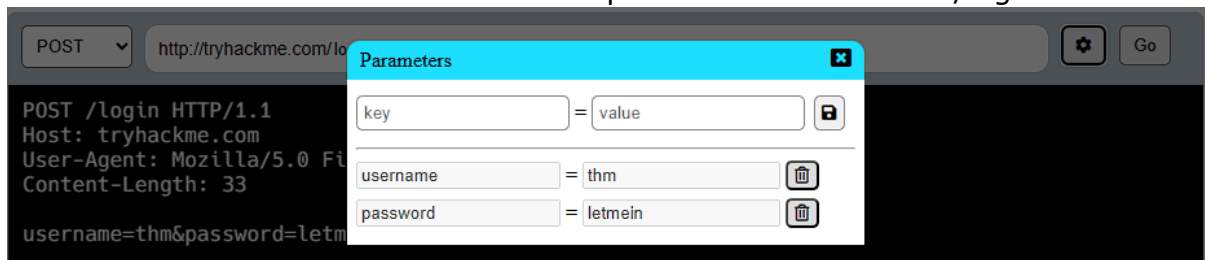 POST http://tryhackme.com/lo Go
Parameters
key = value
POST /login HTTP/1.1
Host: tryhackme.com
User-Agent: Mozilla/5.0 Fi
Content-Length: 33
username = thm
password = letmein
username=thm&password=letm